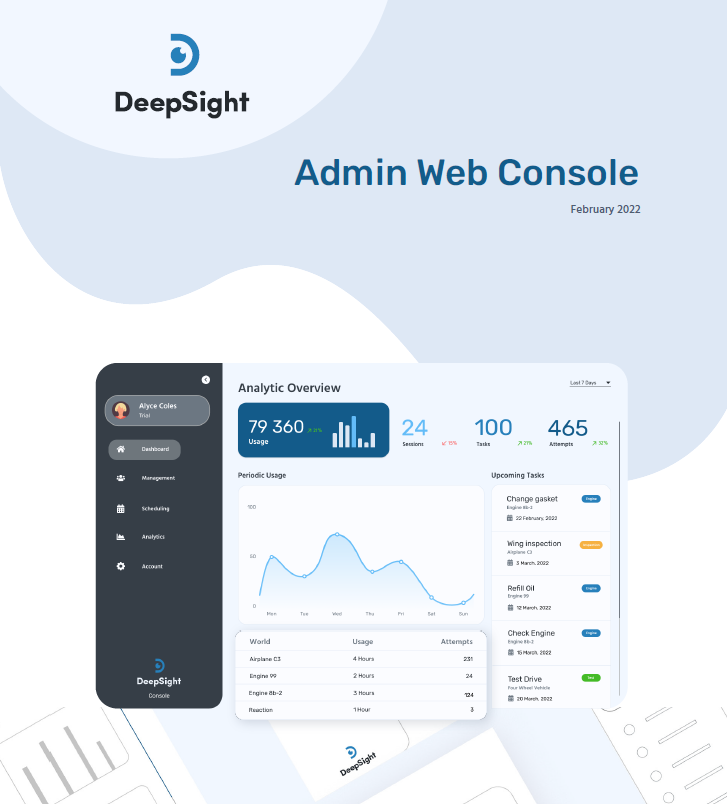 DeepSight
Admin Web Console
February 2022
Alyce Coles
Trial
Dashboard
Management
Scheduling
Analytics
Account
DeepSight
Console
Analytic Overview
Last 7 Days
79 360
Usage
24
Sessions
15%
100
Tasks
21%
465
Attempts
32%
Periodic Usage
100
50
0
Mon Tue Wed Thu Fri Sat Sun
World Usage Attempts
Airplane C3 4 Hours 231
Engine 99 2 Hours 24
Engine 8b-2 3 Hours 124
Reaction 1 Hour 3
Upcoming Tasks
Change gasket
Engine
Engine 8b-2
22 February, 2022
Wing inspection
Airplane C3
3 March, 2022
Refill Oil
Engine
Engine 99
12 March, 2022
Check Engine
Engine
Engine 8b-2
15 March, 2022
Test Drive
Four Wheel Vehicle
20 March, 2022
DeepSight